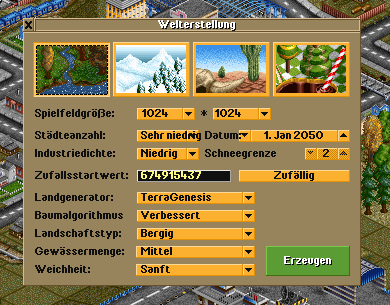 Welterstellung
Spielfeldgröße: 1024 * 1024
Städteanzahl: Sehr niedrig Datum: 1. Jan 2050
Industriedichte: Niedrig Schneegrenze 2
Zufallsstartwert: 674915437 Zufällig
Landgenerator: TerraGenesis
Baumalgorithmus Verbessert
Landschaftstyp: Bergig
Gewässermenge: Mittel
Weichheit: Sanft
Erzeugen